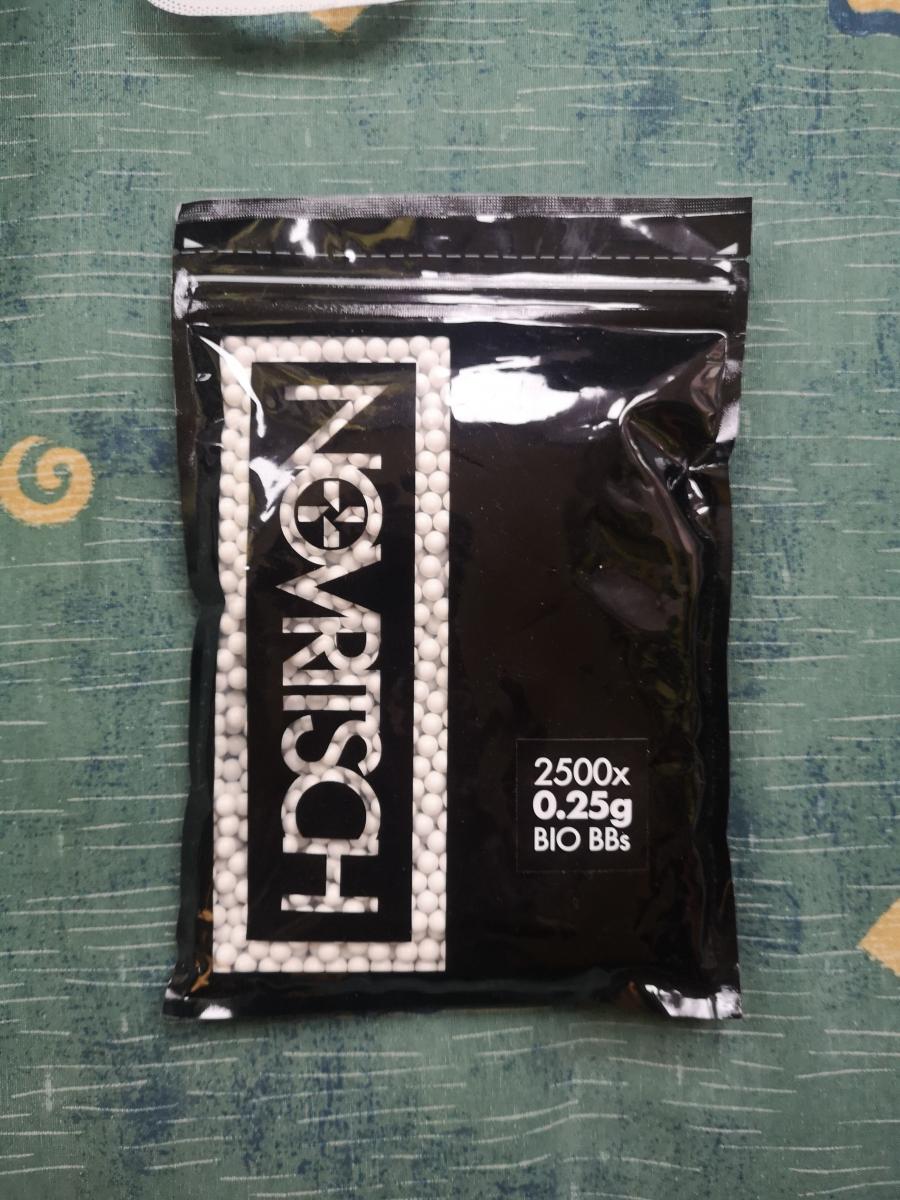 NOVRITSCH
2500x
0.25g
BIO BBs